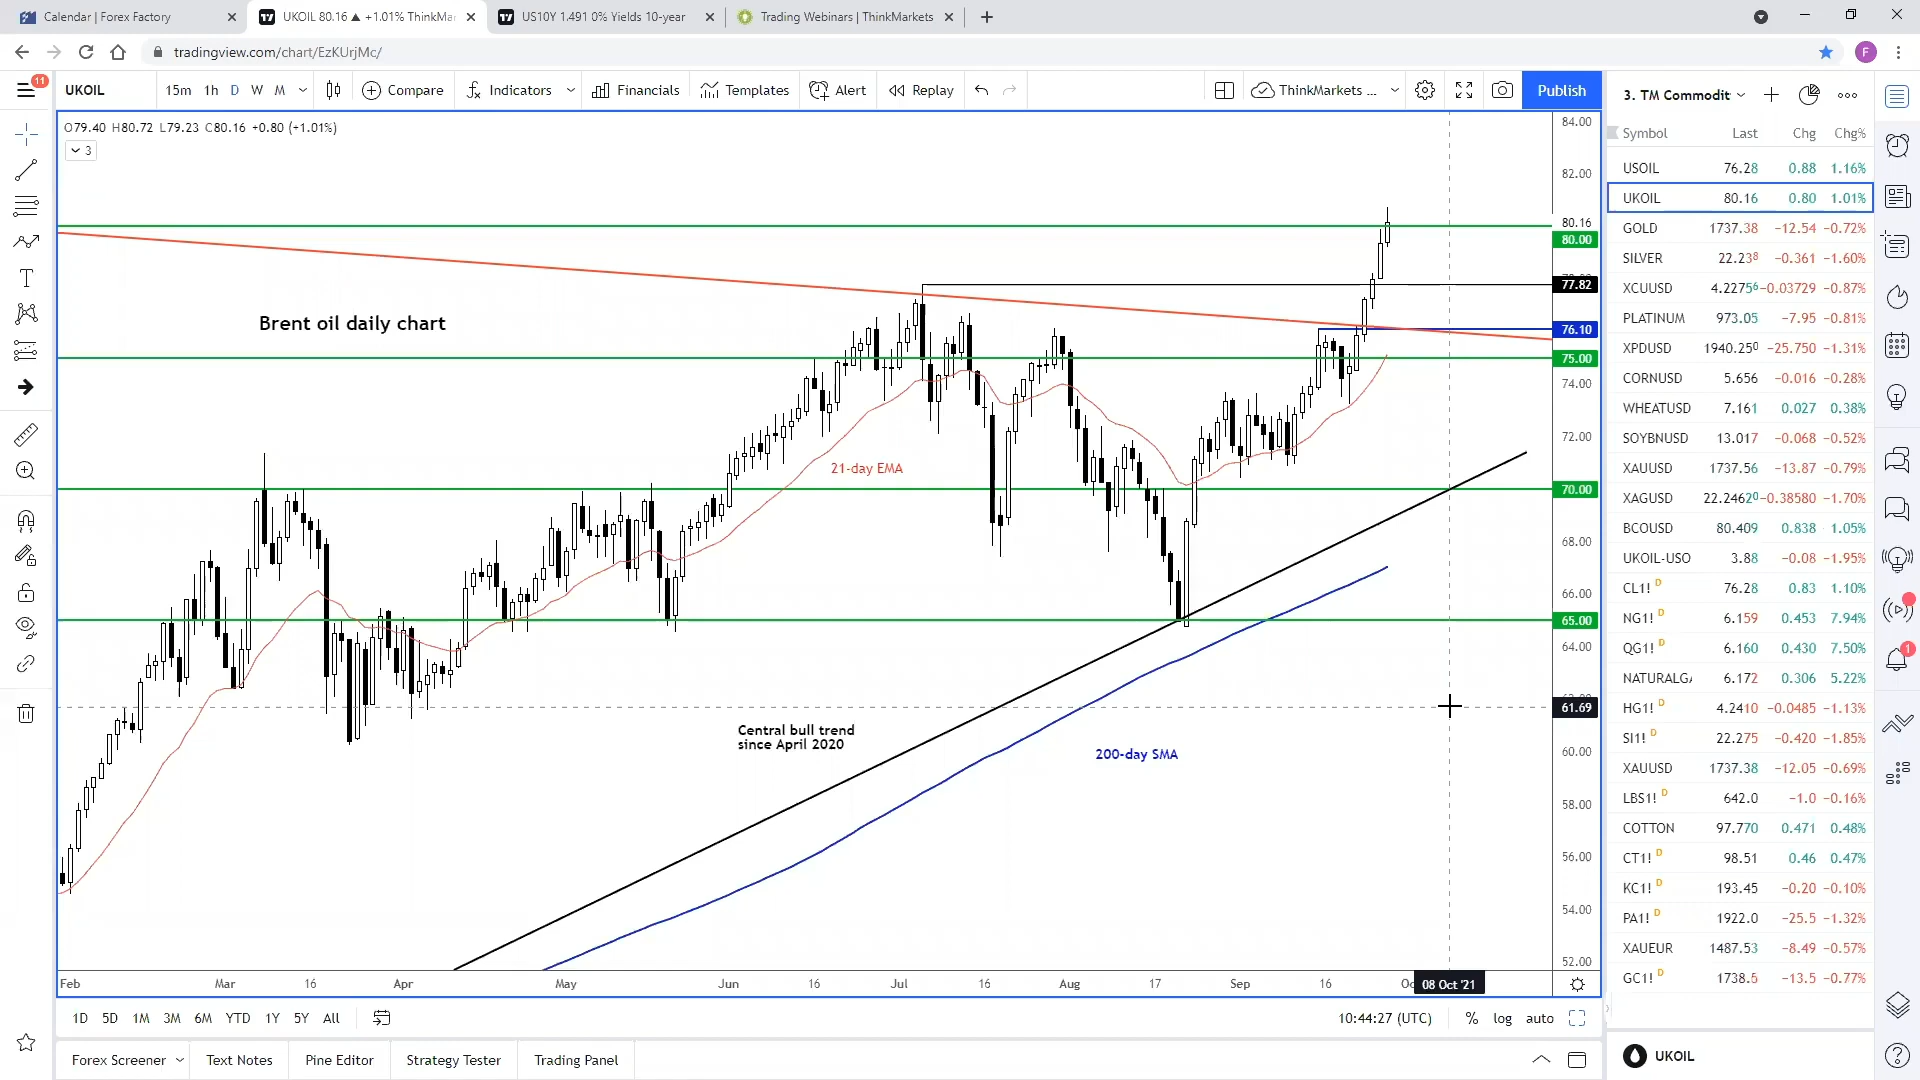 Calendar | Forex Factory
UKOIL 80.16 ▲ +1.01% ThinkMar
US10Y 1.491 0% Yields 10-year
Trading Webinars | ThinkMarkets
tradingview.com/chart/EzKUrjMc/
F
11
UKOIL 15m 1h D W M Compare Indicators Financials Templates Alert Replay ThinkMarkets ... Publish
O79.40 H80.72 L79.23 C80.16 +0.80 (+1.01%)
3
Brent oil daily chart
21-day EMA
Central bull trend
since April 2020
200-day SMA
84.00
82.00
80.16
80.00
77.82
76.10
75.00
74.00
72.00
70.00
68.00
66.00
65.00
64.00
61.69
60.00
58.00
56.00
54.00
52.00
Feb Mar 16 Apr May Jun 16 Jul 16 Aug 17 Sep 16 Oc 08 Oct '21
1D 5D 1M 3M 6M YTD 1Y 5Y All 10:44:27 (UTC) % log auto
Forex Screener Text Notes Pine Editor Strategy Tester Trading Panel
3. TM Commodit
Symbol Last Chg Chg%
USOIL 76.28 0.88 1.16%
UKOIL 80.16 0.80 1.01%
GOLD 1737.38 −12.54 −0.72%
SILVER 22.238 −0.361 −1.60%
XCUUSD 4.22756 −0.03729 −0.87%
PLATINUM 973.05 −7.95 −0.81%
XPDUSD 1940.250 −25.750 −1.31%
CORNUSD 5.656 −0.016 −0.28%
WHEATUSD 7.161 0.027 0.38%
SOYBNUSD 13.017 −0.068 −0.52%
XAUUSD 1737.56 −13.87 −0.79%
XAGUSD 22.24620 −0.38580 −1.70%
BCOUSD 80.409 0.838 1.05%
UKOIL-USO 3.88 −0.08 −1.95%
CL1! D 76.28 0.83 1.10%
NG1! D 6.159 0.453 7.94%
QG1! D 6.160 0.430 7.50%
NATURALGA 6.172 0.306 5.22%
HG1! D 4.2410 −0.0485 −1.13%
SI1! D 22.275 −0.420 −1.85%
XAUUSD 1737.38 −12.05 −0.69%
LBS1! D 642.0 −1.0 −0.16%
COTTON 97.770 0.471 0.48%
CT1! D 98.51 0.46 0.47%
KC1! D 193.45 −0.20 −0.10%
PA1! D 1922.0 −25.5 −1.32%
XAUEUR 1487.53 −8.49 −0.57%
GC1! D 1738.5 −13.5 −0.77%
UKOIL
1